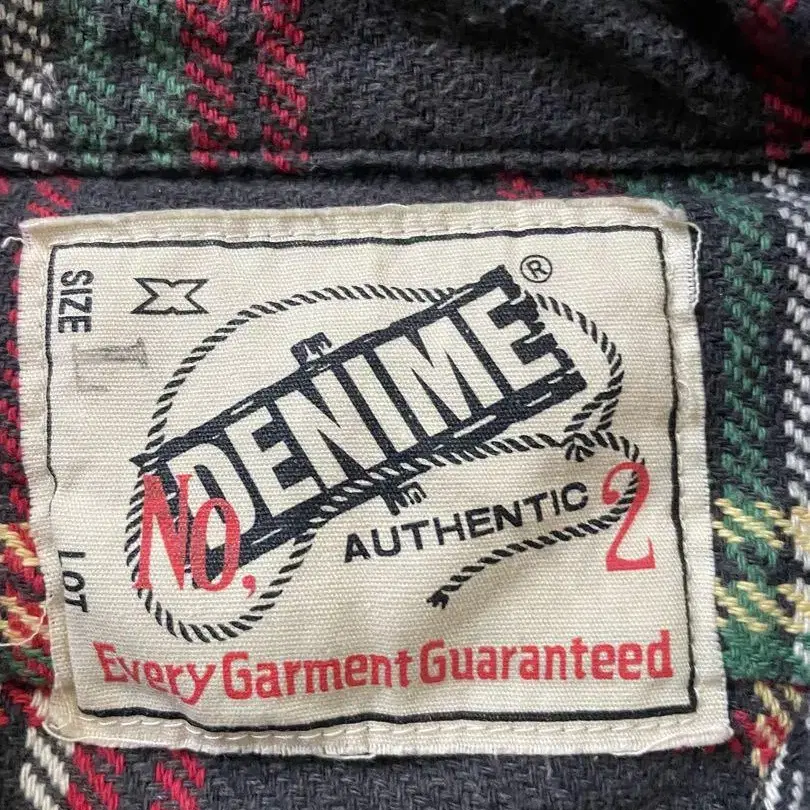 SIZE L
X
DENIME®
AUTHENTIC
NO, 2
LOT
Every Garment Guaranteed